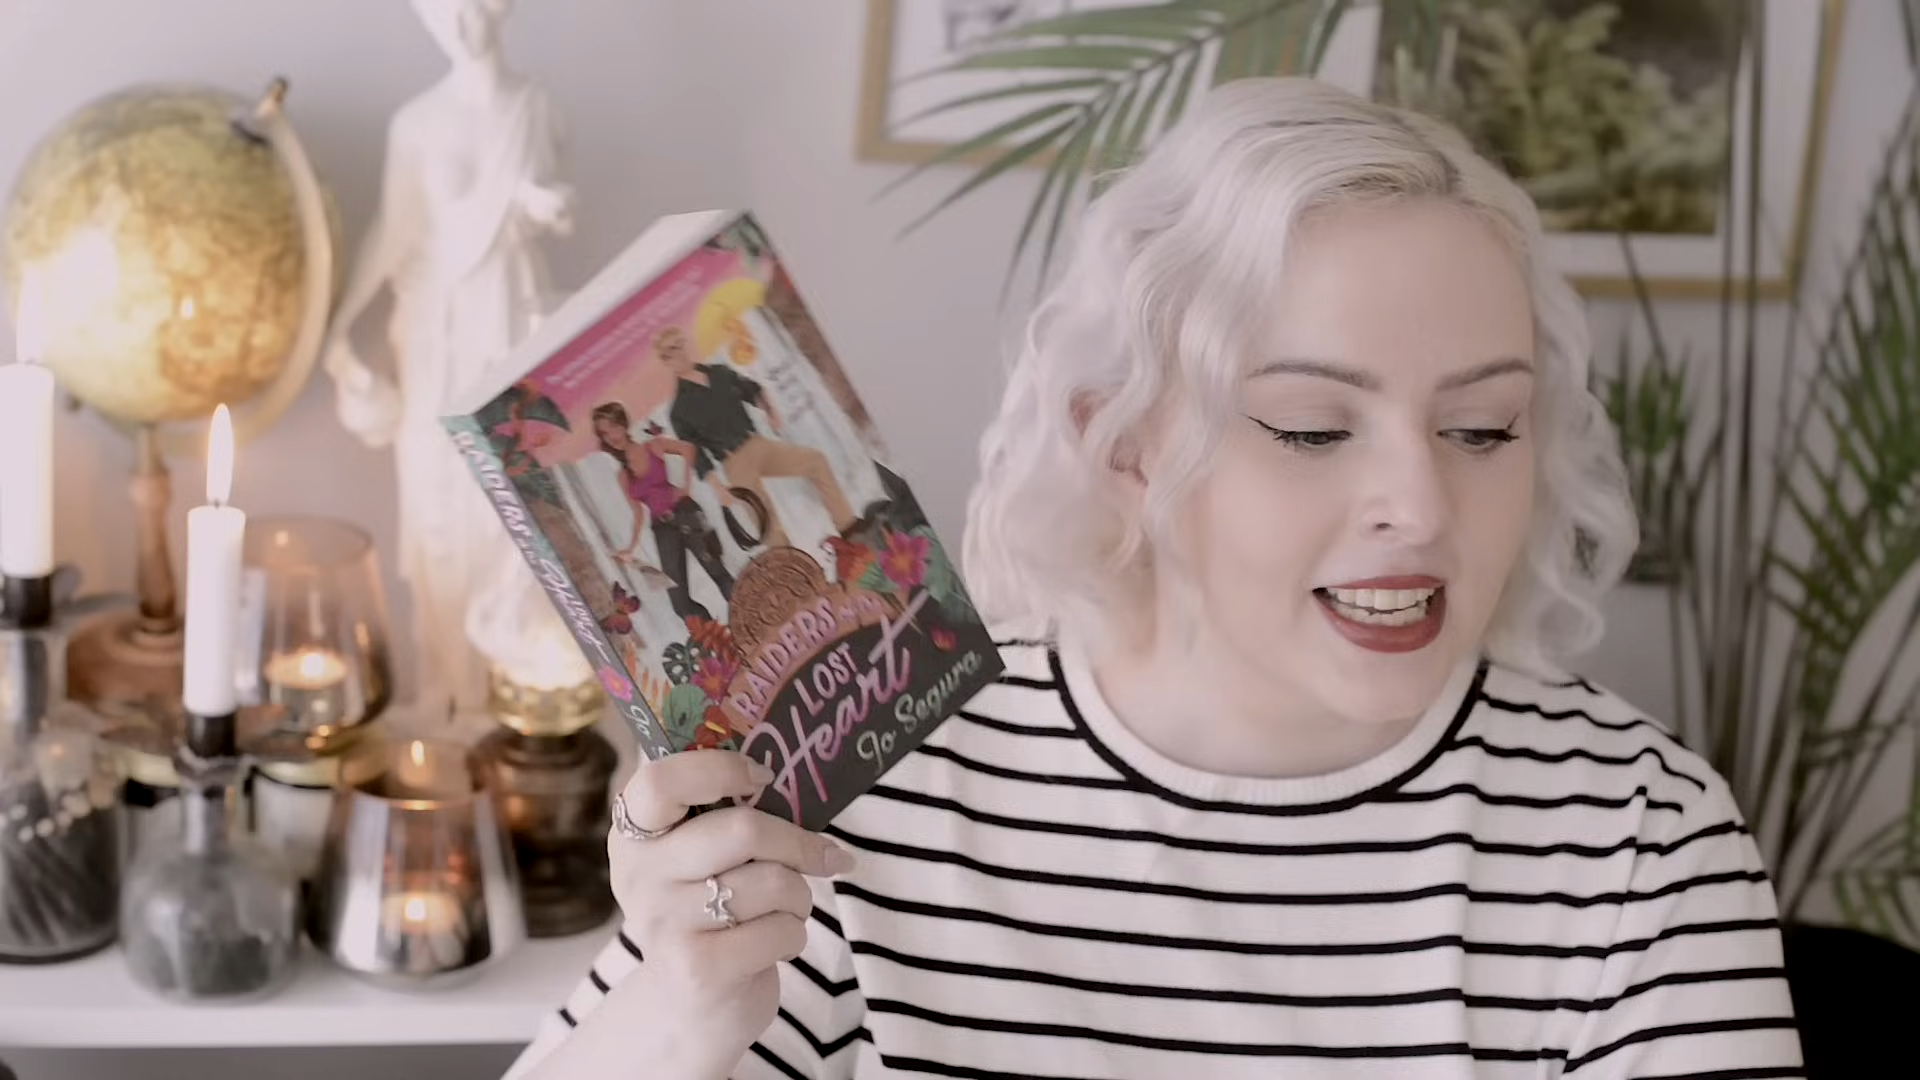 RAIDERS OF THE
LOST
Heart
Jo Segura
RAIDERS OF THE LOST Heart
Jo